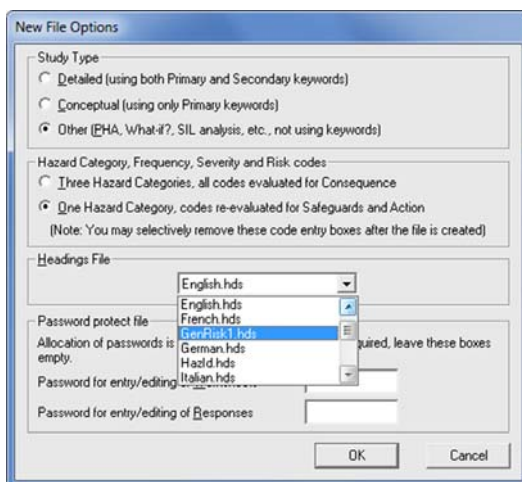 New File Options
Study Type
Detailed (using both Primary and Secondary keywords)
Conceptual (using only Primary keywords)
Other (PHA, What-if?, SIL analysis, etc., not using keywords)
Hazard Category, Frequency, Severity and Risk codes
Three Hazard Categories, all codes evaluated for Consequence
One Hazard Category, codes re-evaluated for Safeguards and Action
(Note: You may selectively remove these code entry boxes after the file is created)
Headings File
English.hds
English.hds
French.hds
GenRisk1.hds
German.hds
HazId.hds
Italian.hds
Password protect file
Allocation of passwords is quired, leave these boxes
empty.
Password for entry/editing of
Password for entry/editing of Responses
OK Cancel